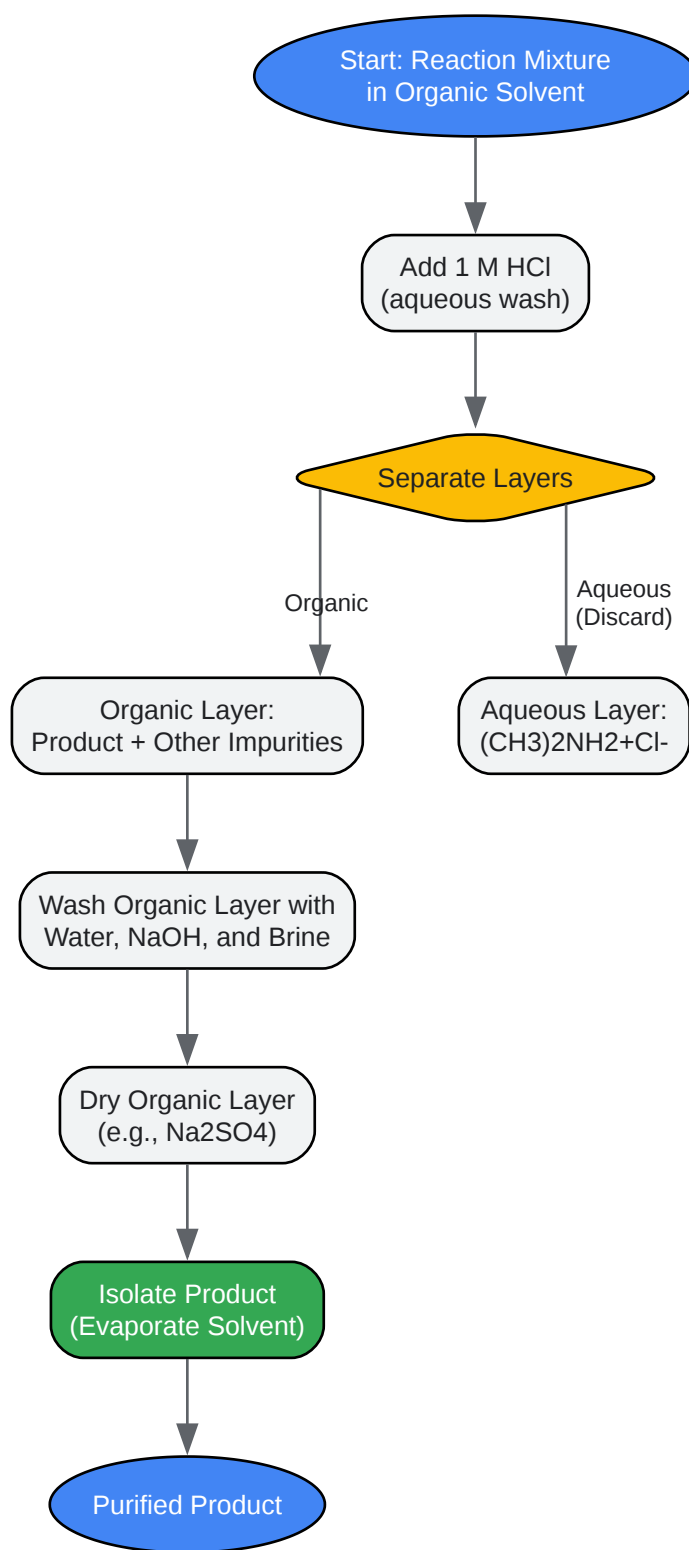 Start: Reaction Mixture
in Organic Solvent
Add 1 M HCl
(aqueous wash)
Separate Layers
Organic
Aqueous
(Discard)
Organic Layer:
Product + Other Impurities
Aqueous Layer:
(CH3)2NH2+Cl-
Wash Organic Layer with
Water, NaOH, and Brine
Dry Organic Layer
(e.g., Na2SO4)
Isolate Product
(Evaporate Solvent)
Purified Product